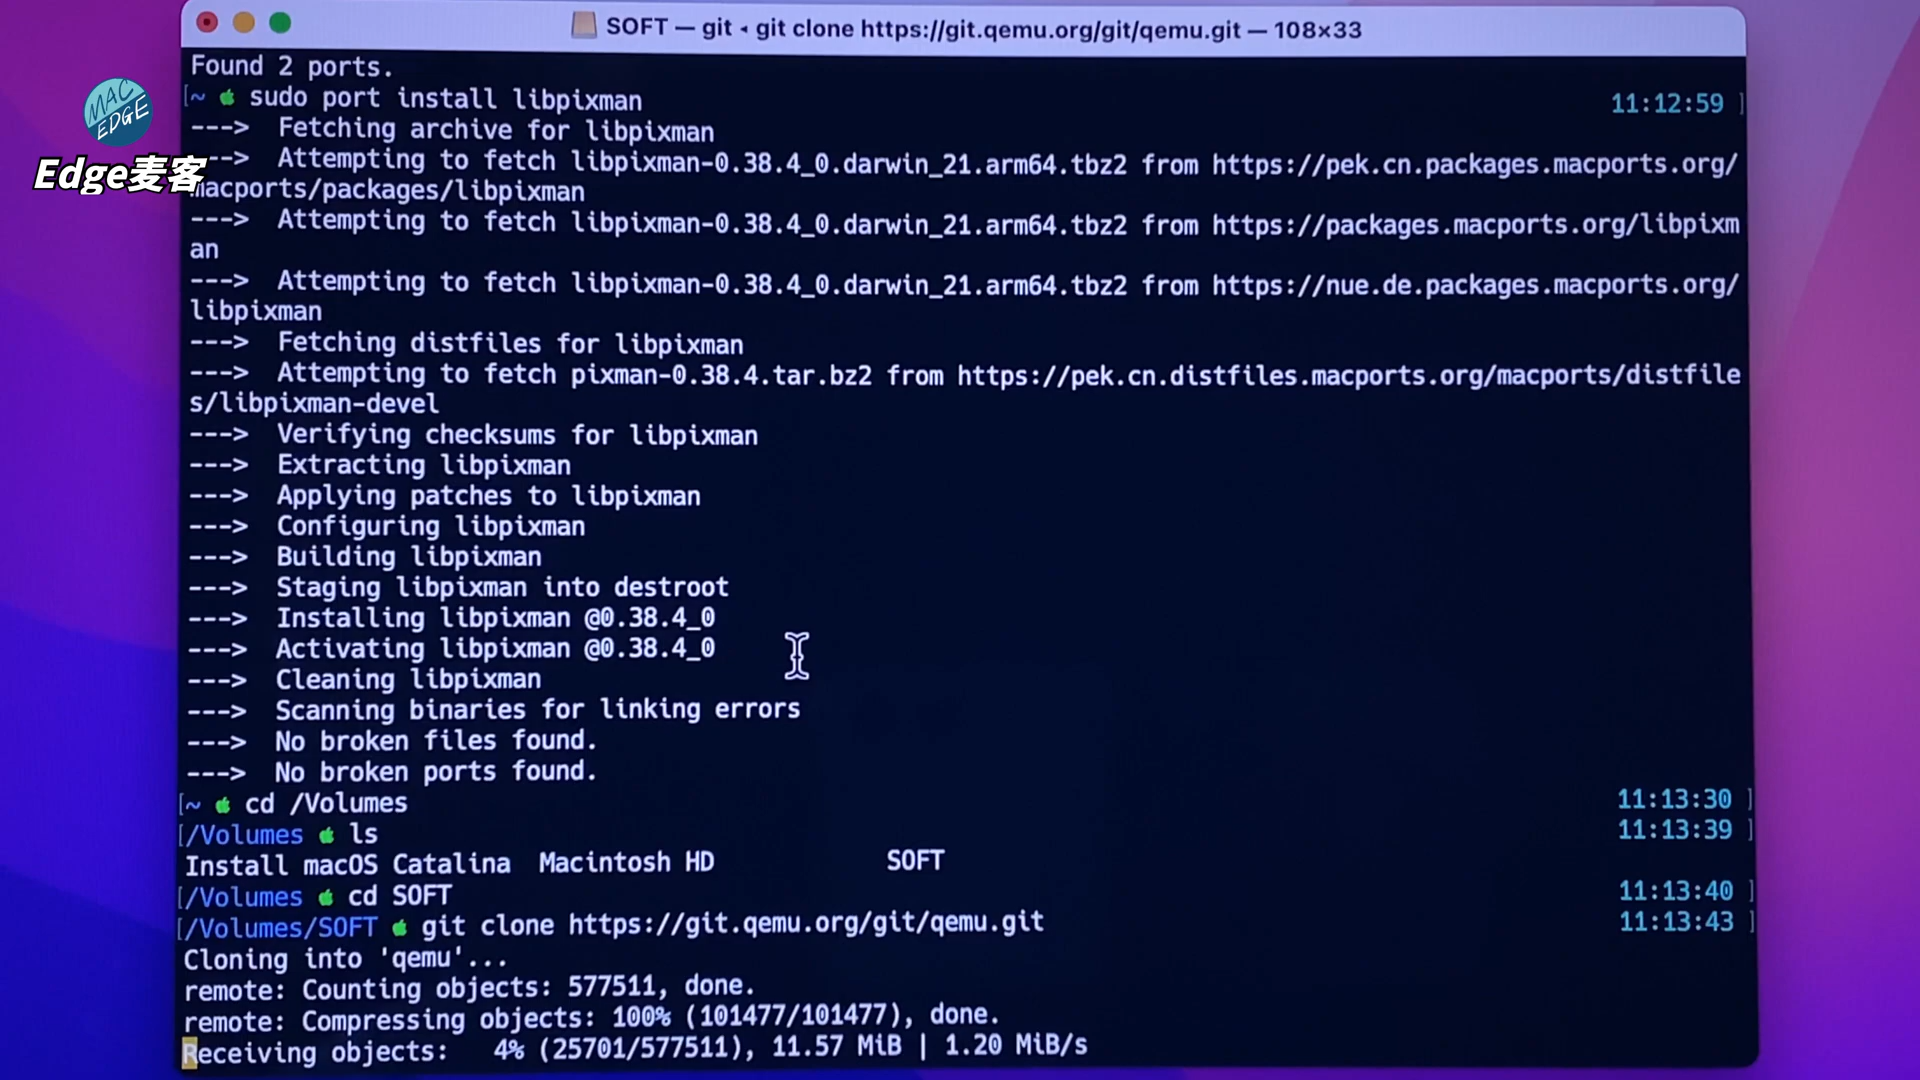 SOFT — git ◂ git clone https://git.qemu.org/git/qemu.git — 108×33
Found 2 ports.
[~  sudo port install libpixman 11:12:59 ]
---> Fetching archive for libpixman
---> Attempting to fetch libpixman-0.38.4_0.darwin_21.arm64.tbz2 from https://pek.cn.packages.macports.org/
macports/packages/libpixman
---> Attempting to fetch libpixman-0.38.4_0.darwin_21.arm64.tbz2 from https://packages.macports.org/libpixm
an
---> Attempting to fetch libpixman-0.38.4_0.darwin_21.arm64.tbz2 from https://nue.de.packages.macports.org/
libpixman
---> Fetching distfiles for libpixman
---> Attempting to fetch pixman-0.38.4.tar.bz2 from https://pek.cn.distfiles.macports.org/macports/distfile
s/libpixman-devel
---> Verifying checksums for libpixman
---> Extracting libpixman
---> Applying patches to libpixman
---> Configuring libpixman
---> Building libpixman
---> Staging libpixman into destroot
---> Installing libpixman @0.38.4_0
---> Activating libpixman @0.38.4_0
---> Cleaning libpixman
---> Scanning binaries for linking errors
---> No broken files found.
---> No broken ports found.
[~  cd /Volumes 11:13:30 ]
[/Volumes  ls 11:13:39 ]
Install macOS Catalina Macintosh HD SOFT
[/Volumes  cd SOFT 11:13:40 ]
[/Volumes/SOFT  git clone https://git.qemu.org/git/qemu.git 11:13:43 ]
Cloning into 'qemu'...
remote: Counting objects: 577511, done.
remote: Compressing objects: 100% (101477/101477), done.
Receiving objects: 4% (25701/577511), 11.57 MiB | 1.20 MiB/s
MAC
EDGE
Edge麦客